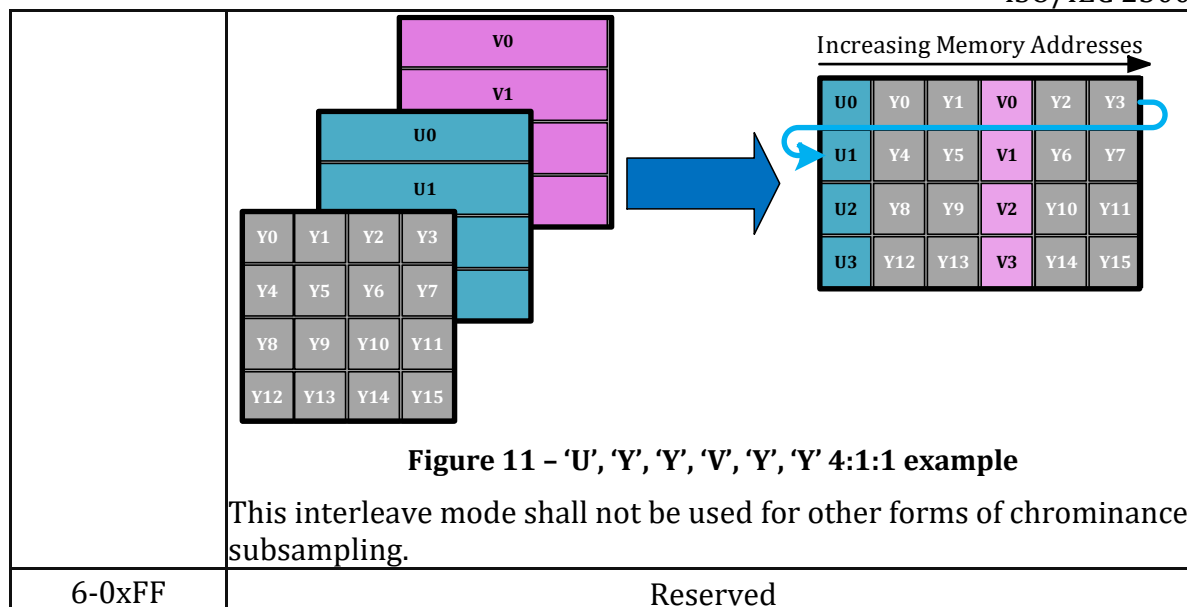 V0
V1
U0
U1
Y0 Y1 Y2 Y3
Y4 Y5 Y6 Y7
Y8 Y9 Y10 Y11
Y12 Y13 Y14 Y15
Increasing Memory Addresses
U0 Y0 Y1 V0 Y2 Y3
U1 Y4 Y5 V1 Y6 Y7
U2 Y8 Y9 V2 Y10 Y11
U3 Y12 Y13 V3 Y14 Y15
Figure 11 – ‘U’, ‘Y’, ‘Y’, ‘V’, ‘Y’, ‘Y’ 4:1:1 example
This interleave mode shall not be used for other forms of chrominance
subsampling.
6-0xFF Reserved